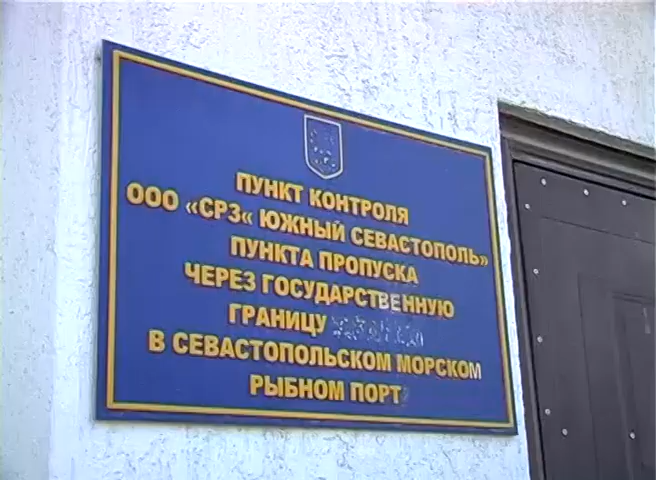 ПУНКТ КОНТРОЛЯ
ООО «СРЗ« ЮЖНЫЙ СЕВАСТОПОЛЬ»
ПУНКТА ПРОПУСКА
ЧЕРЕЗ ГОСУДАРСТВЕННУЮ
ГРАНИЦУ
В СЕВАСТОПОЛЬСКОМ МОРСКОМ
РЫБНОМ ПОРТ